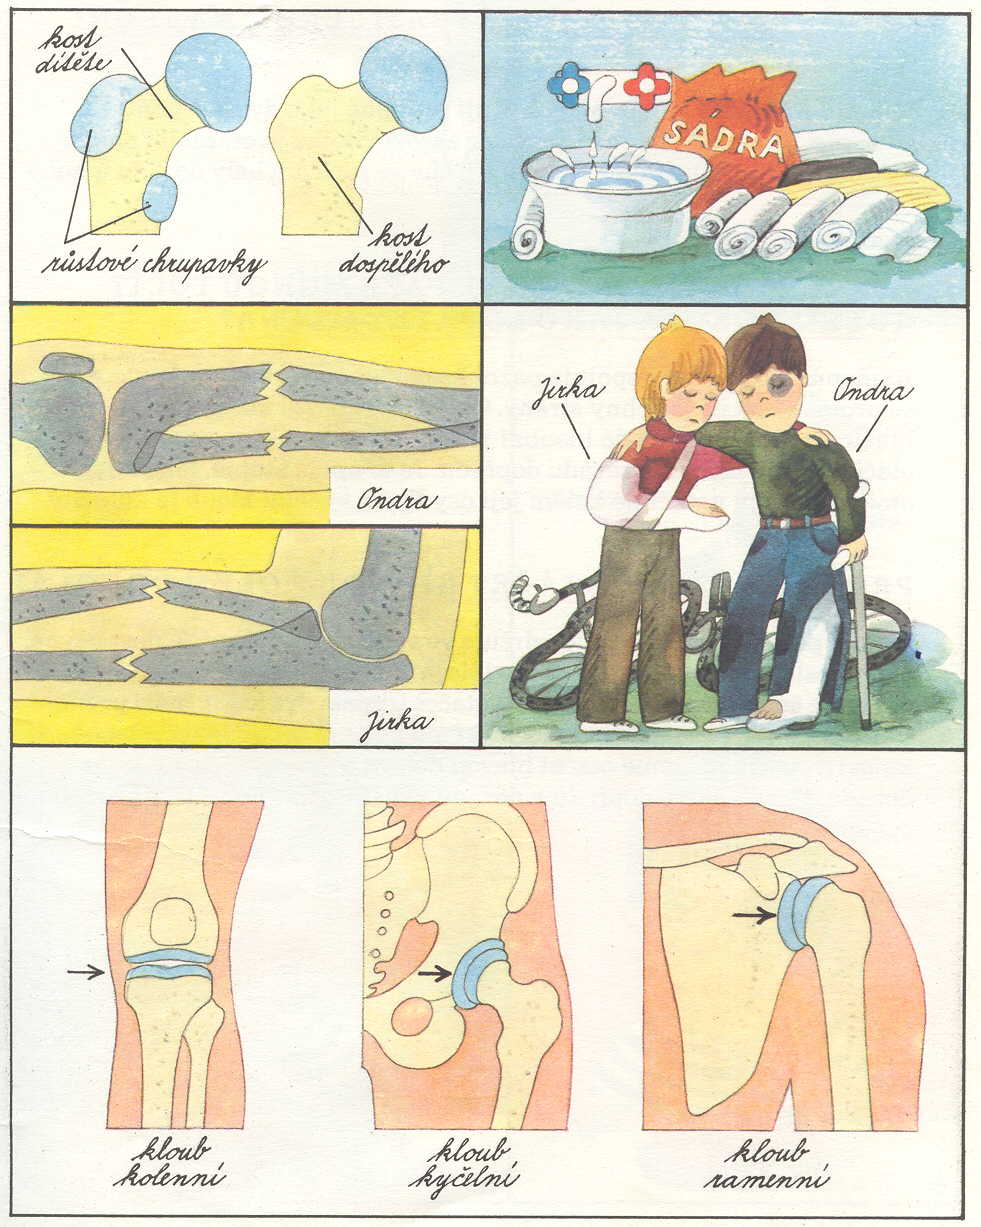 kost
dítěte
růstové chrupavky
kost
dospělého
SÁDRA
Ondra
Jirka
Jirka
Ondra
kloub
kolenní
kloub
kyčelní
kloub
ramenní